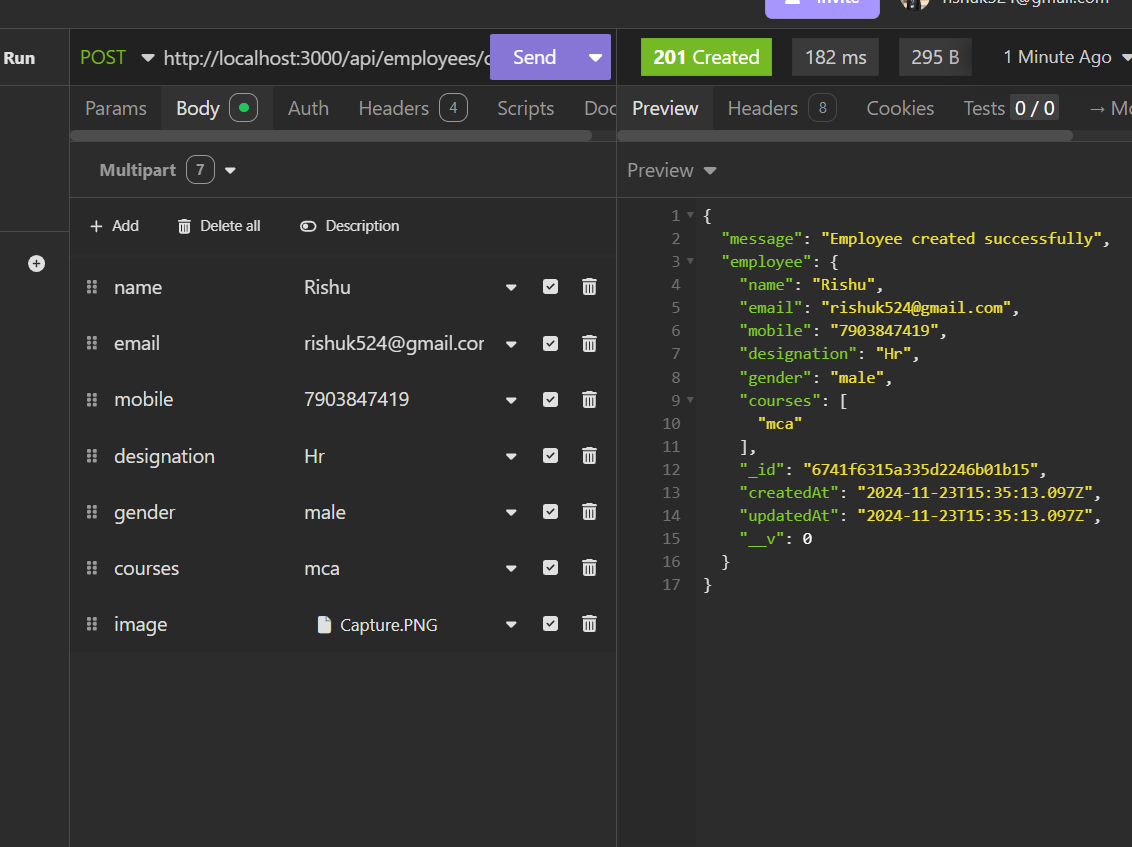 Invite
rishuk524@gmail.com
Run
POST http://localhost:3000/api/employees/c
Send
201 Created 182 ms 295 B 1 Minute Ago
Params Body Auth Headers 4 Scripts Doc
Preview Headers 8 Cookies Tests 0 / 0 → Mo
Multipart 7
Preview
+ Add Delete all Description
name Rishu
email rishuk524@gmail.cor
mobile 7903847419
designation Hr
gender male
courses mca
image Capture.PNG
1 {
2 "message": "Employee created successfully",
3 "employee": {
4 "name": "Rishu",
5 "email": "rishuk524@gmail.com",
6 "mobile": "7903847419",
7 "designation": "Hr",
8 "gender": "male",
9 "courses": [
10 "mca"
11 ],
12 "_id": "6741f6315a335d2246b01b15",
13 "createdAt": "2024-11-23T15:35:13.097Z",
14 "updatedAt": "2024-11-23T15:35:13.097Z",
15 "__v": 0
16 }
17 }